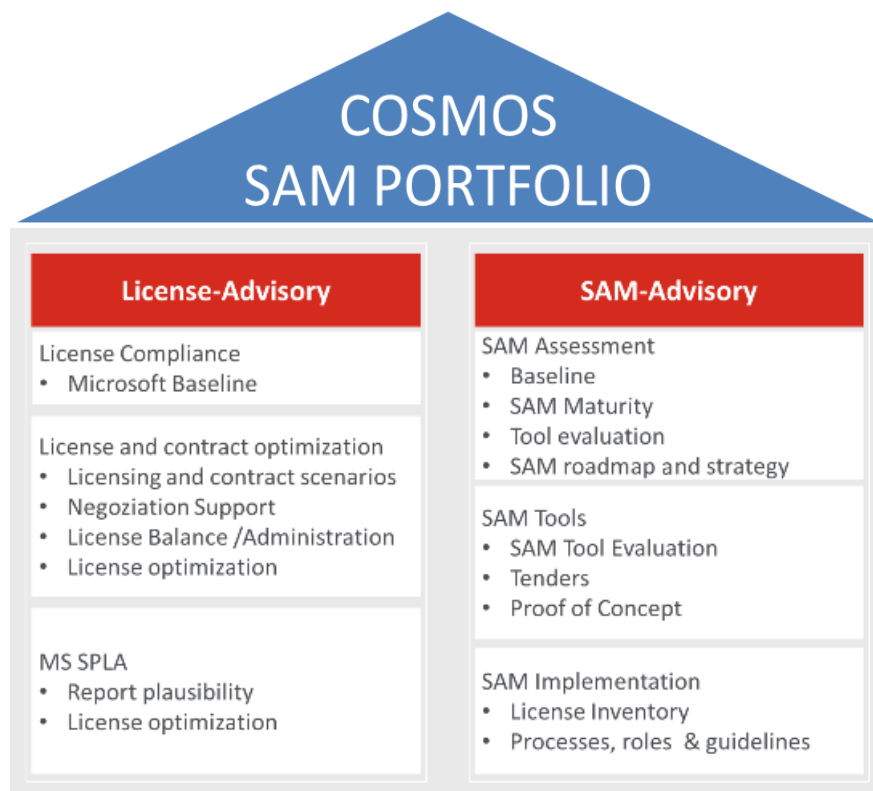 COSMOS
SAM PORTFOLIO
License-Advisory
License Compliance
• Microsoft Baseline
License and contract optimization
• Licensing and contract scenarios
• Negoziation Support
• License Balance /Administration
• License optimization
MS SPLA
• Report plausibility
• License optimization
SAM-Advisory
SAM Assessment
• Baseline
• SAM Maturity
• Tool evaluation
• SAM roadmap and strategy
SAM Tools
• SAM Tool Evaluation
• Tenders
• Proof of Concept
SAM Implementation
• License Inventory
• Processes, roles & guidelines